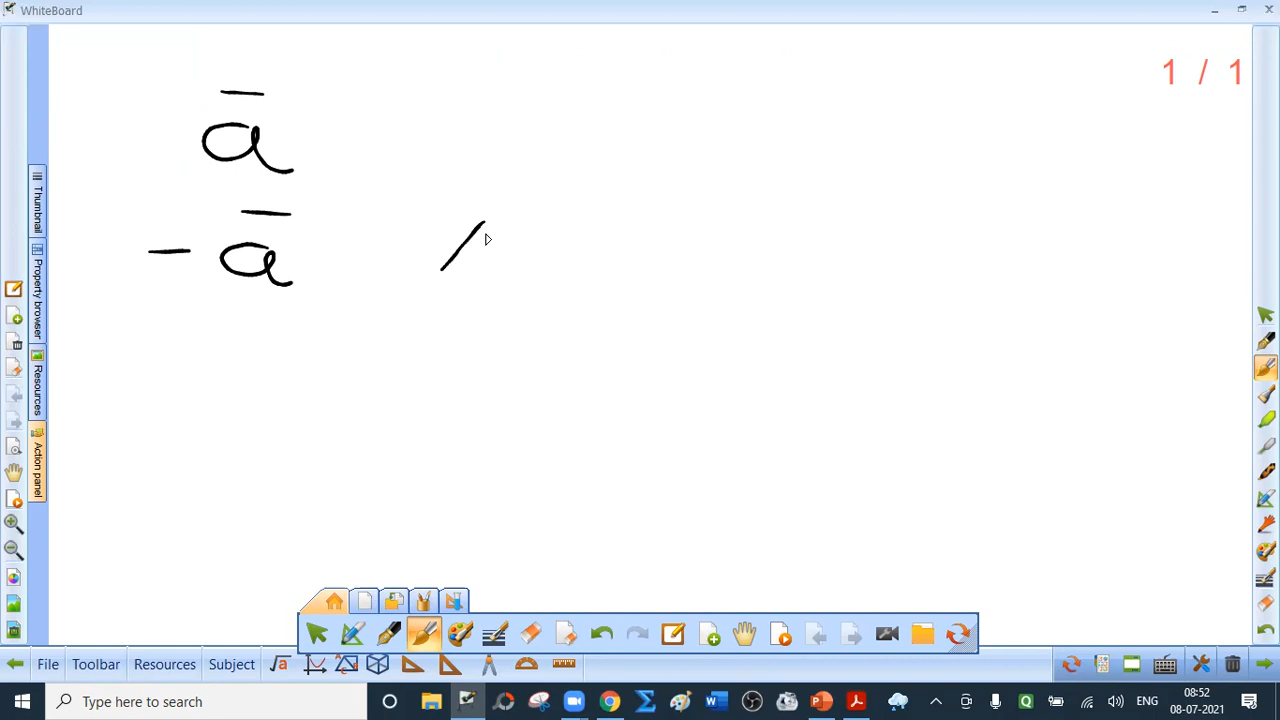 WhiteBoard
1 / 1
a̅
- a̅
/
Thumbnail
Property browser
Resources
Action panel
File Toolbar Resources Subject
Type here to search
ENG
08:52
08-07-2021